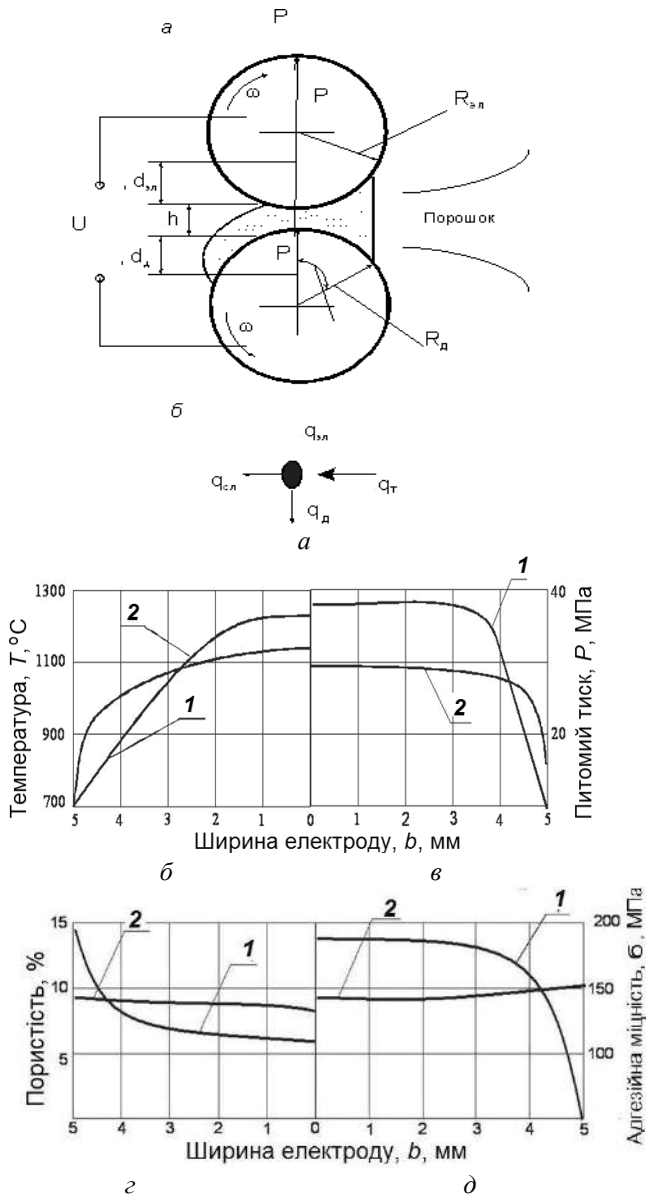 а
P
ω
P
Rэл
, dэл
U
h
Порошок
, dд
P
ω
Rд
б
qэл
qсл
qт
qд
а
1300
1100
900
700
Температура, T,°C
2
1
5 4 3 2 1 0 1 2 3 4 5
1
2
40
20
Питомий тиск, P, МПа
Ширина електроду, b, мм
б в
15
10
5
Пористість, %
2
1
2
1
200
150
100
Адгезійна міцність, σ, МПа
5 4 3 2 1 0 1 2 3 4 5
Ширина електроду, b, мм
г д